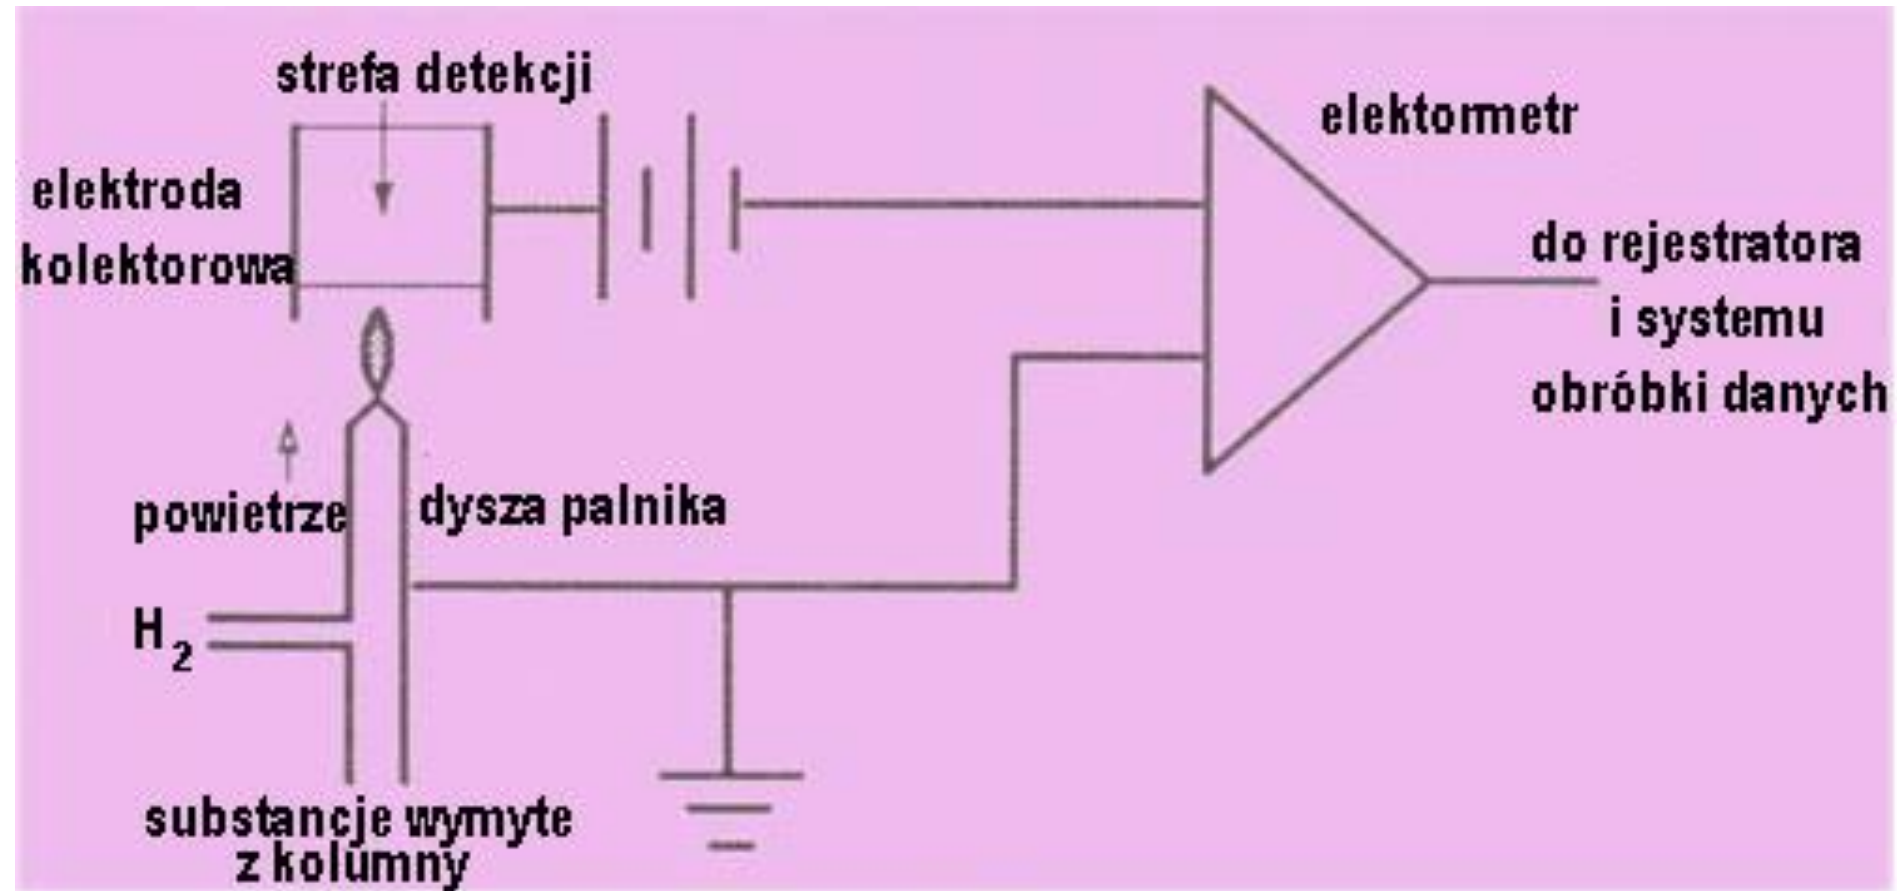 strefa detekcji
elektroda
kolektorowa
elektormetr
do rejestratora
i systemu
obróbki danych
powietrze
dysza palnika
H2
substancje wymyte
z kolumny